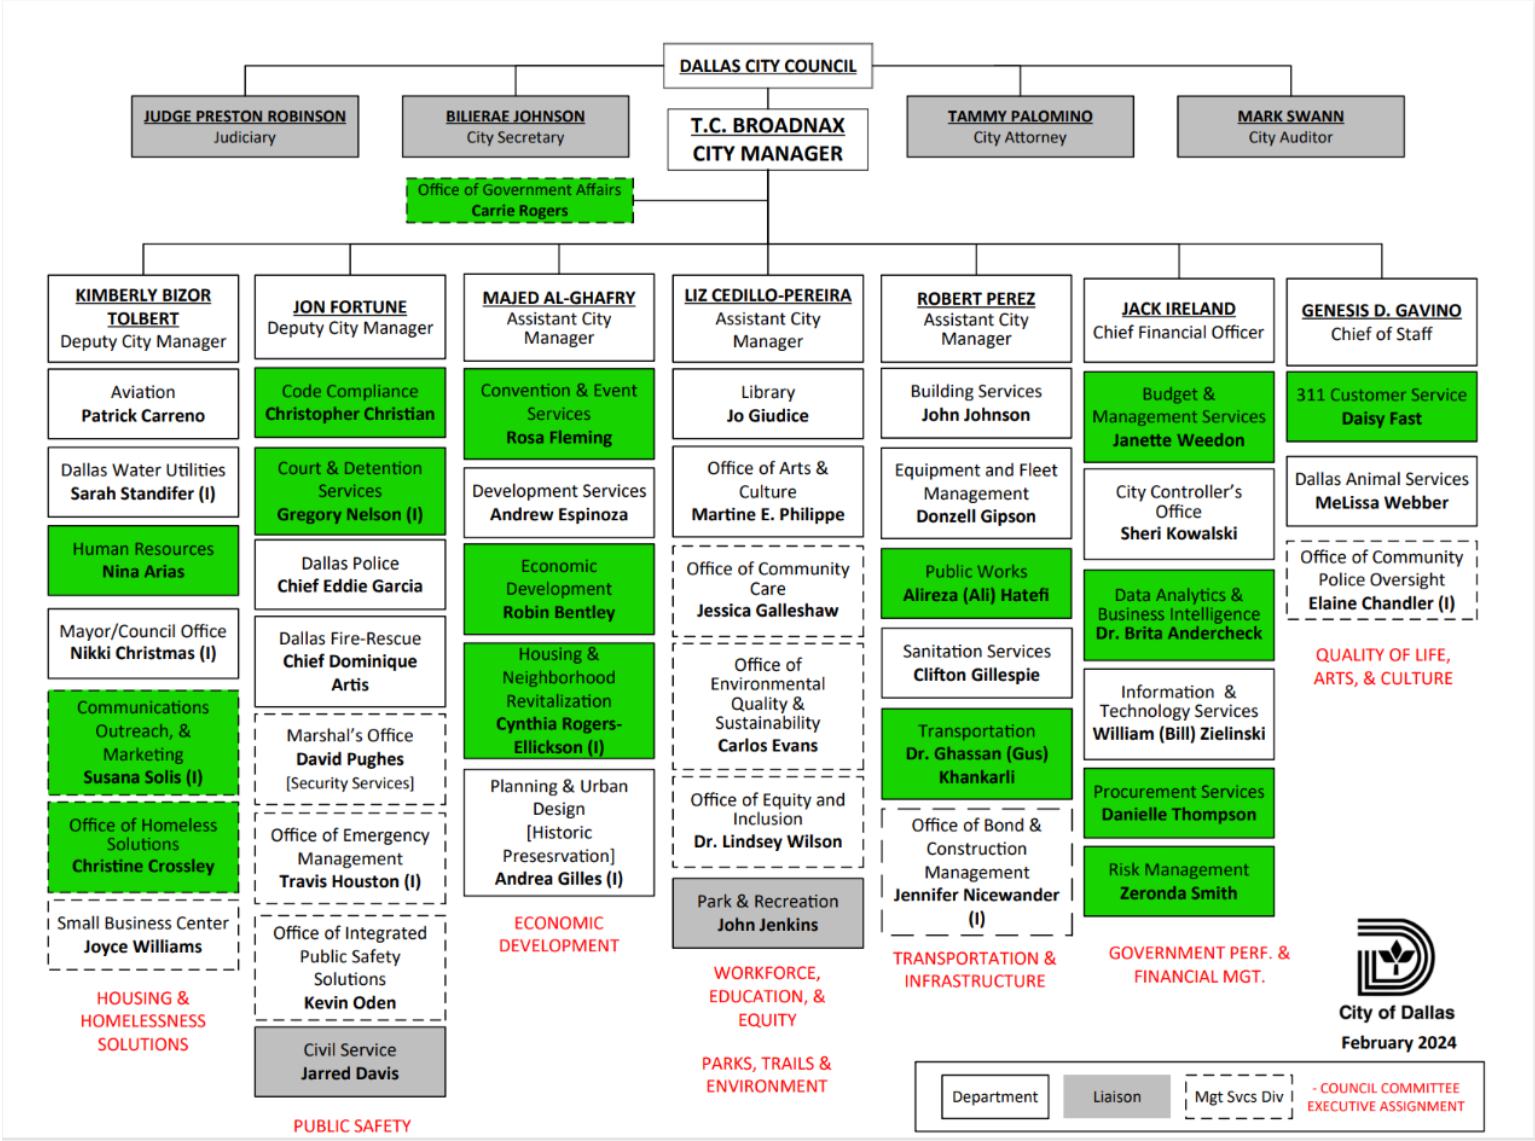 DALLAS CITY COUNCIL
JUDGE PRESTON ROBINSON
Judiciary
BILIERAE JOHNSON
City Secretary
T.C. BROADNAX
CITY MANAGER
TAMMY PALOMINO
City Attorney
MARK SWANN
City Auditor
Office of Government Affairs
Carrie Rogers
KIMBERLY BIZOR
TOLBERT
Deputy City Manager
Aviation
Patrick Carreno
Dallas Water Utilities
Sarah Standifer (I)
Human Resources
Nina Arias
Mayor/Council Office
Nikki Christmas (I)
Communications
Outreach, &
Marketing
Susana Solis (I)
Office of Homeless
Solutions
Christine Crossley
Small Business Center
Joyce Williams
HOUSING &
HOMELESSNESS
SOLUTIONS
JON FORTUNE
Deputy City Manager
Code Compliance
Christopher Christian
Court & Detention
Services
Gregory Nelson (I)
Dallas Police
Chief Eddie Garcia
Dallas Fire-Rescue
Chief Dominique
Artis
Marshal's Office
David Pughes
[Security Services]
Office of Emergency
Management
Travis Houston (I)
Office of Integrated
Public Safety
Solutions
Kevin Oden
Civil Service
Jarred Davis
PUBLIC SAFETY
MAJED AL-GHAFRY
Assistant City
Manager
Convention & Event
Services
Rosa Fleming
Development Services
Andrew Espinoza
Economic
Development
Robin Bentley
Housing &
Neighborhood
Revitalization
Cynthia Rogers-
Ellickson (I)
Planning & Urban
Design
[Historic
Presesrvation]
Andrea Gilles (I)
ECONOMIC
DEVELOPMENT
LIZ CEDILLO-PEREIRA
Assistant City
Manager
Library
Jo Giudice
Office of Arts &
Culture
Martine E. Philippe
Office of Community
Care
Jessica Galleshaw
Office of
Environmental
Quality &
Sustainability
Carlos Evans
Office of Equity and
Inclusion
Dr. Lindsey Wilson
Park & Recreation
John Jenkins
WORKFORCE,
EDUCATION, &
EQUITY
PARKS, TRAILS &
ENVIRONMENT
ROBERT PEREZ
Assistant City
Manager
Building Services
John Johnson
Equipment and Fleet
Management
Donzell Gipson
Public Works
Alireza (Ali) Hatefi
Sanitation Services
Clifton Gillespie
Transportation
Dr. Ghassan (Gus)
Khankarli
Office of Bond &
Construction
Management
Jennifer Nicewander
(I)
TRANSPORTATION &
INFRASTRUCTURE
JACK IRELAND
Chief Financial Officer
Budget &
Management Services
Janette Weedon
City Controller's
Office
Sheri Kowalski
Data Analytics &
Business Intelligence
Dr. Brita Andercheck
Information &
Technology Services
William (Bill) Zielinski
Procurement Services
Danielle Thompson
Risk Management
Zeronda Smith
GOVERNMENT PERF. &
FINANCIAL MGT.
GENESIS D. GAVINO
Chief of Staff
311 Customer Service
Daisy Fast
Dallas Animal Services
MeLissa Webber
Office of Community
Police Oversight
Elaine Chandler (I)
QUALITY OF LIFE,
ARTS, & CULTURE
City of Dallas
February 2024
Department
Liaison
Mgt Svcs Div
- COUNCIL COMMITTEE
EXECUTIVE ASSIGNMENT